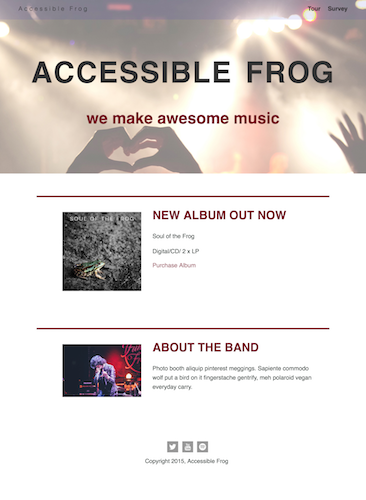 Accessible Frog
Tour Survey
ACCESSIBLE FROG
we make awesome music
SOUL OF THE FROG
NEW ALBUM OUT NOW
Soul of the Frog
Digital/CD/ 2 x LP
Purchase Album
ABOUT THE BAND
Photo booth aliquip pinterest meggings. Sapiente commodo
wolf put a bird on it fingerstache gentrify, meh polaroid vegan
everyday carry.
Copyright 2015, Accessible Frog